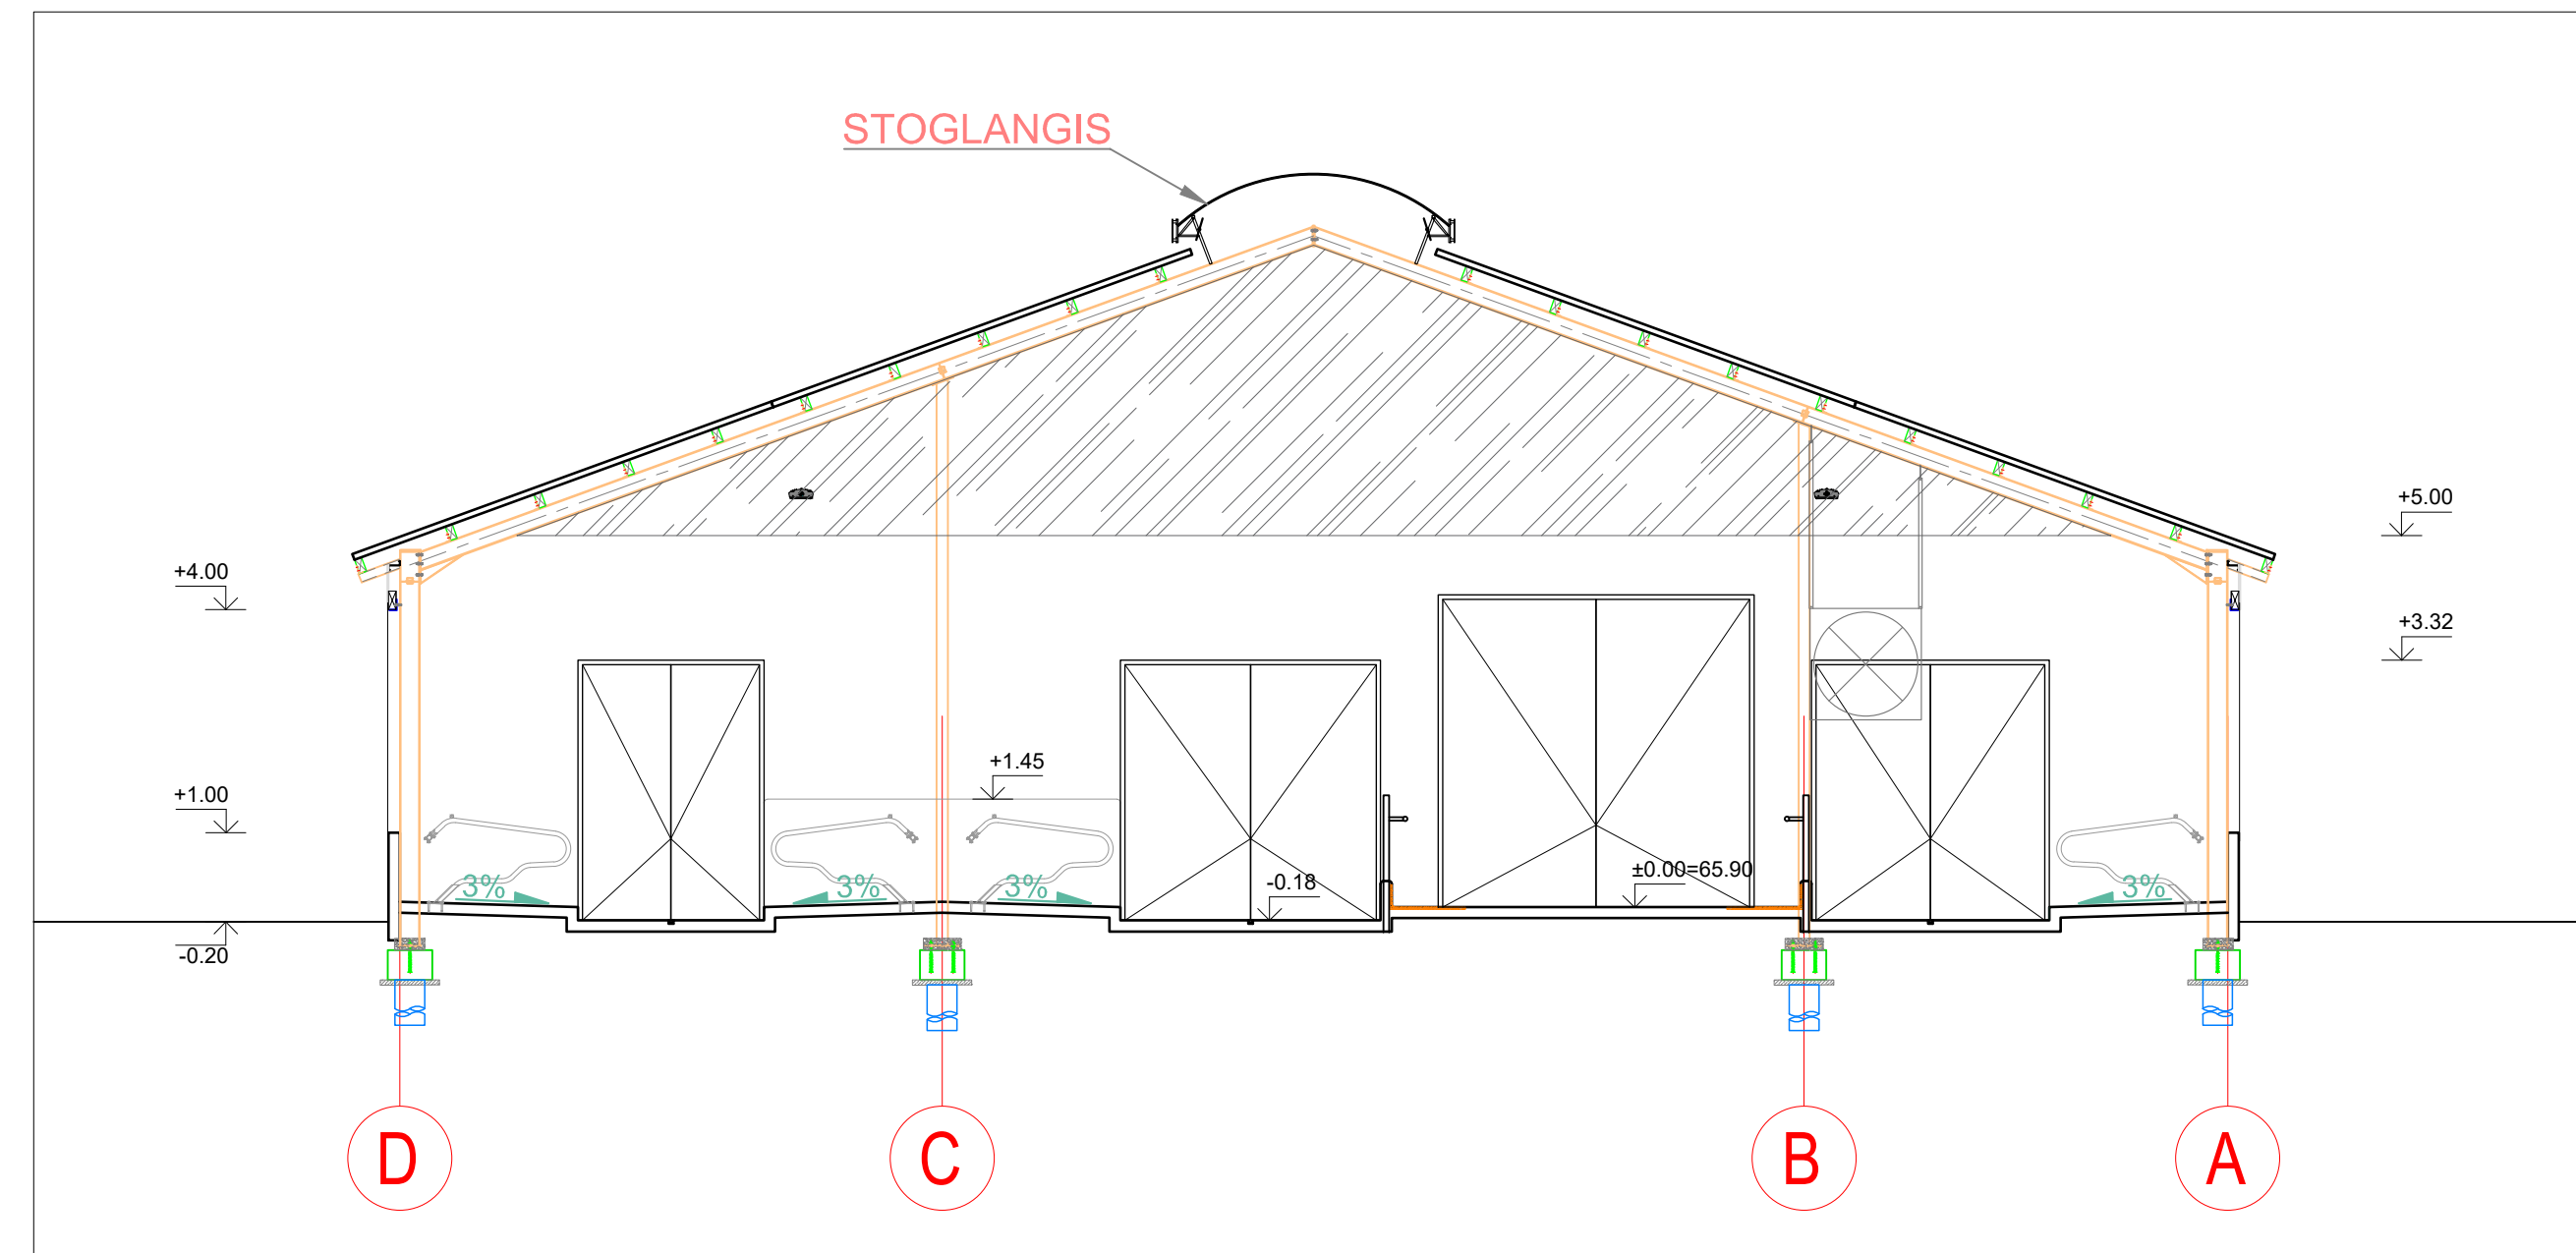 STOGLANGIS
+5.00
+4.00
+3.32
+1.45
+1.00
±0.00=65.90
-0.18
3%
3%
3%
3%
-0.20
D
C
B
A